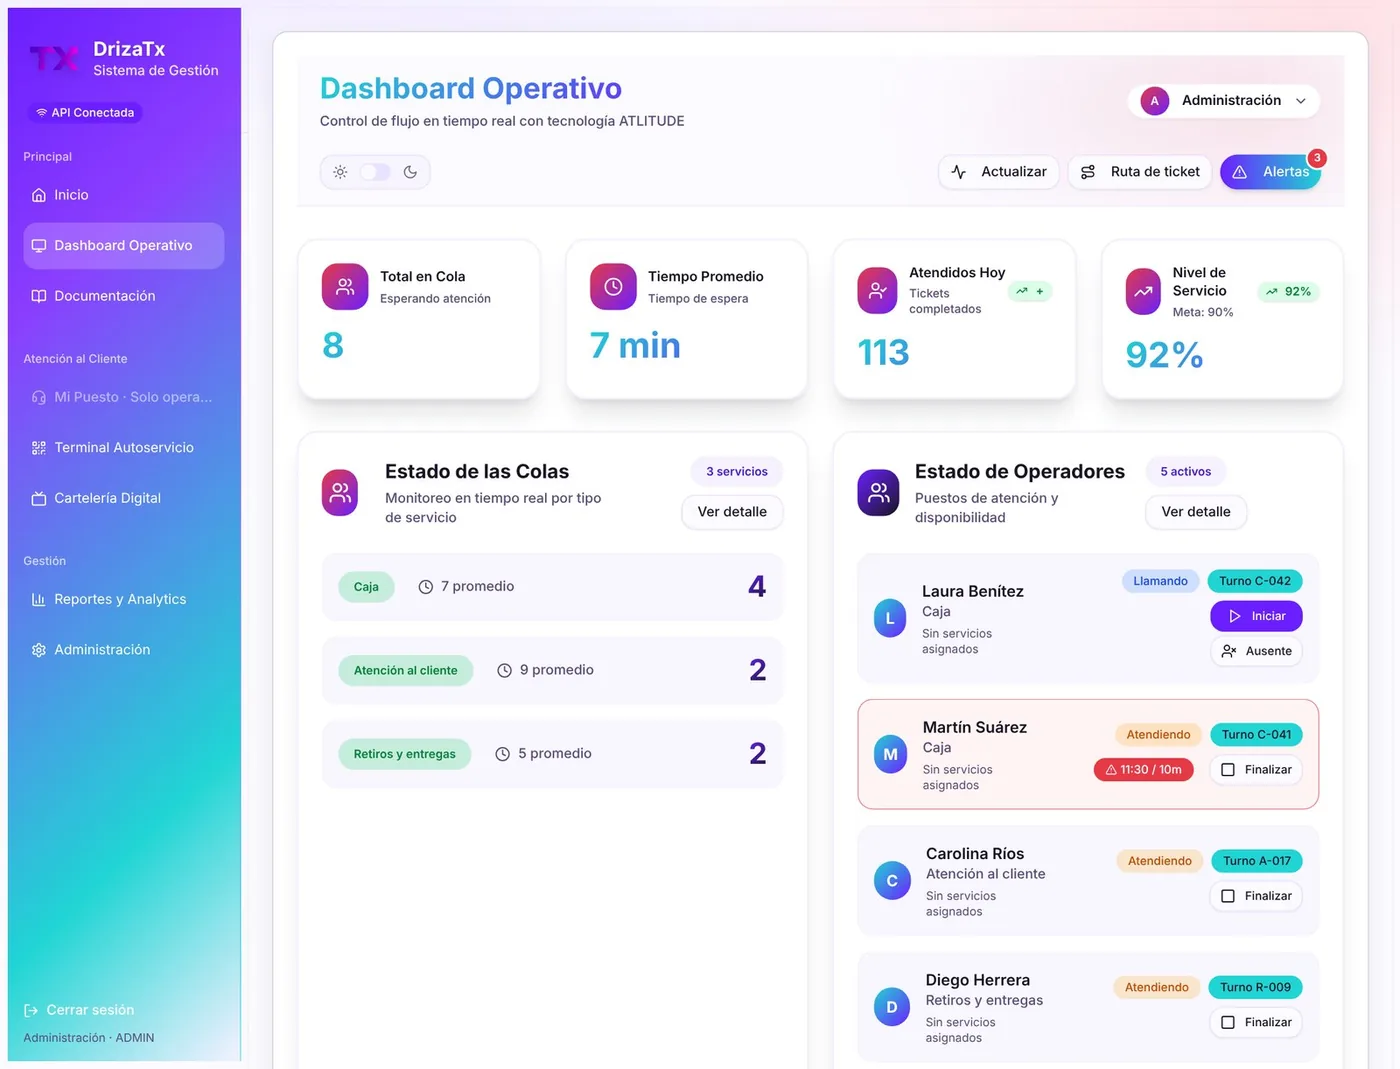 TX
DrizaTx
Sistema de Gestión
API Conectada
Principal
Inicio
Dashboard Operativo
Documentación
Atención al Cliente
Mi Puesto · Solo opera...
Terminal Autoservicio
Cartelería Digital
Gestión
Reportes y Analytics
Administración
Cerrar sesión
Administración · ADMIN
Dashboard Operativo
Control de flujo en tiempo real con tecnología ATLITUDE
A
Administración
Actualizar
Ruta de ticket
Alertas
3
Total en Cola
Esperando atención
8
Tiempo Promedio
Tiempo de espera
7 min
Atendidos Hoy
Tickets
completados
+
113
Nivel de
Servicio
Meta: 90%
92%
92%
Estado de las Colas
Monitoreo en tiempo real por tipo
de servicio
3 servicios
Ver detalle
Caja
7 promedio
4
Atención al cliente
9 promedio
2
Retiros y entregas
5 promedio
2
Estado de Operadores
Puestos de atención y
disponibilidad
5 activos
Ver detalle
L
Laura Benítez
Caja
Sin servicios
asignados
Llamando
Turno C-042
Iniciar
Ausente
M
Martín Suárez
Caja
Sin servicios
asignados
Atendiendo
Turno C-041
11:30 / 10m
Finalizar
C
Carolina Ríos
Atención al cliente
Sin servicios
asignados
Atendiendo
Turno A-017
Finalizar
D
Diego Herrera
Retiros y entregas
Sin servicios
asignados
Atendiendo
Turno R-009
Finalizar